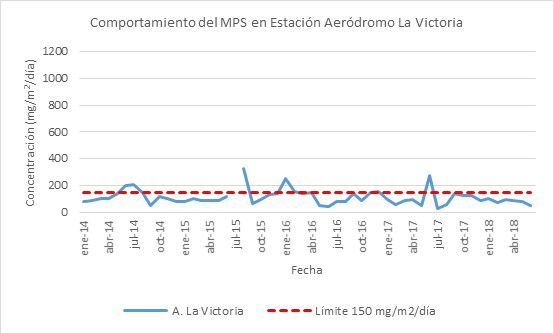 Comportamiento del MPS en Estación Aeródromo La Victoria
Concentración (mg/m2/día)
1200
1000
800
600
400
200
0
ene-14
abr-14
jul-14
oct-14
ene-15
abr-15
jul-15
oct-15
ene-16
abr-16
jul-16
oct-16
ene-17
abr-17
jul-17
oct-17
ene-18
abr-18
Fecha
A. La Victoria
Límite 150 mg/m2/día